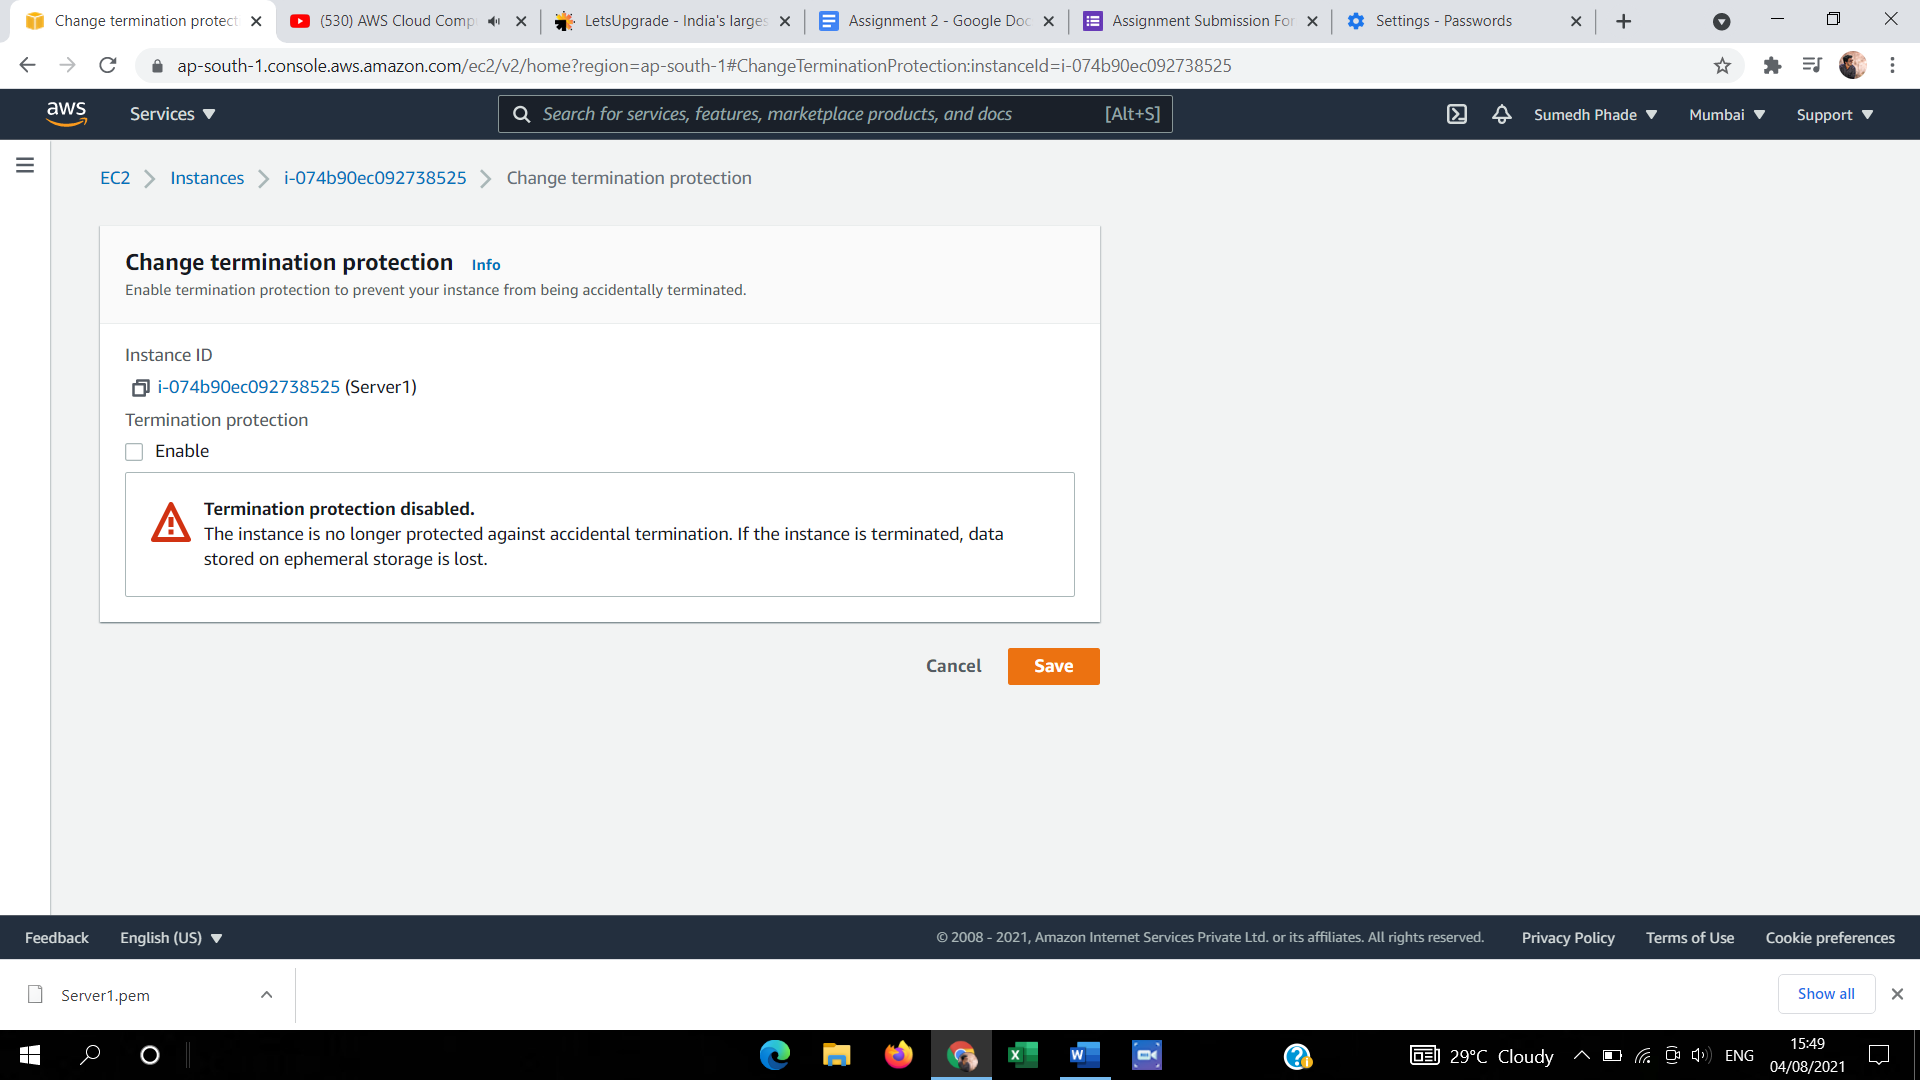 Change termination protect
(530) AWS Cloud Comp
LetsUpgrade - India's larges
Assignment 2 - Google Doc
Assignment Submission For
Settings - Passwords
ap-south-1.console.aws.amazon.com/ec2/v2/home?region=ap-south-1#ChangeTerminationProtection:instanceId=i-074b90ec092738525
aws
Services
Search for services, features, marketplace products, and docs
[Alt+S]
Sumedh Phade
Mumbai
Support
EC2
Instances
i-074b90ec092738525
Change termination protection
Change termination protection Info
Enable termination protection to prevent your instance from being accidentally terminated.
Instance ID
i-074b90ec092738525 (Server1)
Termination protection
Enable
Termination protection disabled.
The instance is no longer protected against accidental termination. If the instance is terminated, data
stored on ephemeral storage is lost.
Cancel
Save
Feedback
English (US)
© 2008 - 2021, Amazon Internet Services Private Ltd. or its affiliates. All rights reserved.
Privacy Policy
Terms of Use
Cookie preferences
Server1.pem
Show all
29°C Cloudy
ENG
15:49
04/08/2021